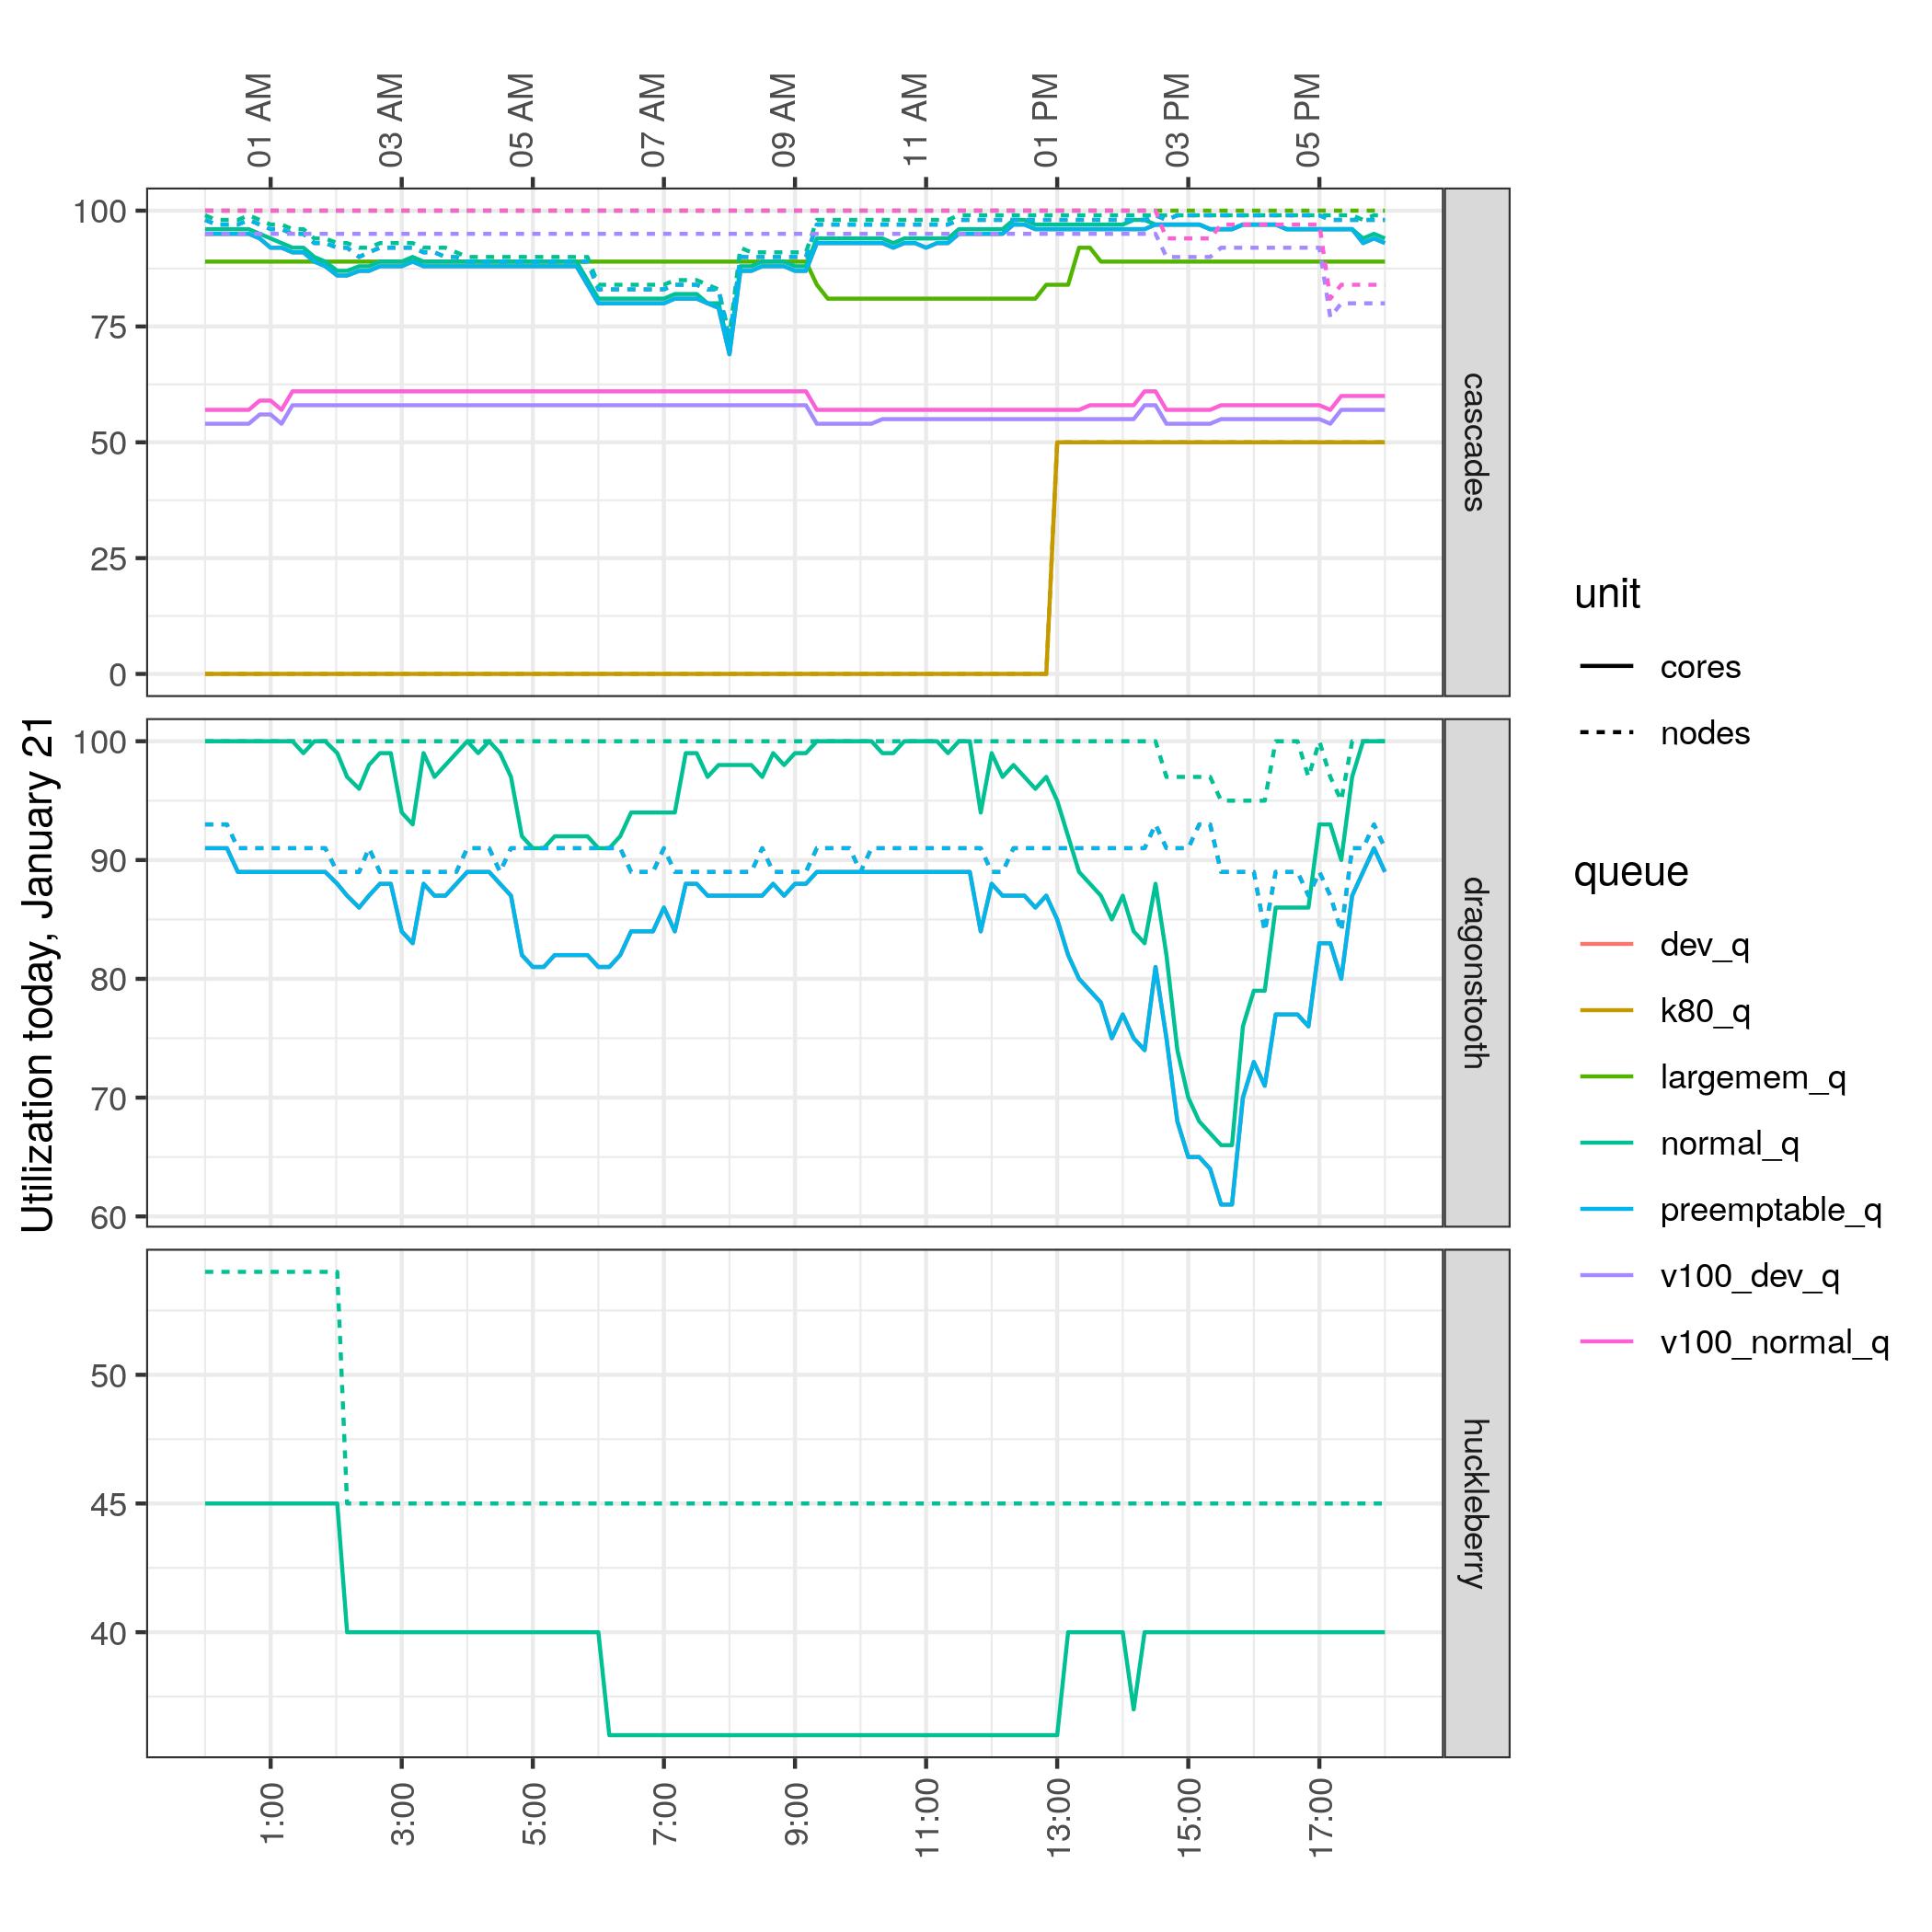 01 AM
03 AM
05 AM
07 AM
09 AM
11 AM
01 PM
03 PM
05 PM
Utilization today, January 21
100
75
50
25
0
cascades
100
90
80
70
60
dragonstooth
50
45
40
huckleberry
1:00
3:00
5:00
7:00
9:00
11:00
13:00
15:00
17:00
unit
cores
nodes
queue
dev_q
k80_q
largemem_q
normal_q
preemptable_q
v100_dev_q
v100_normal_q